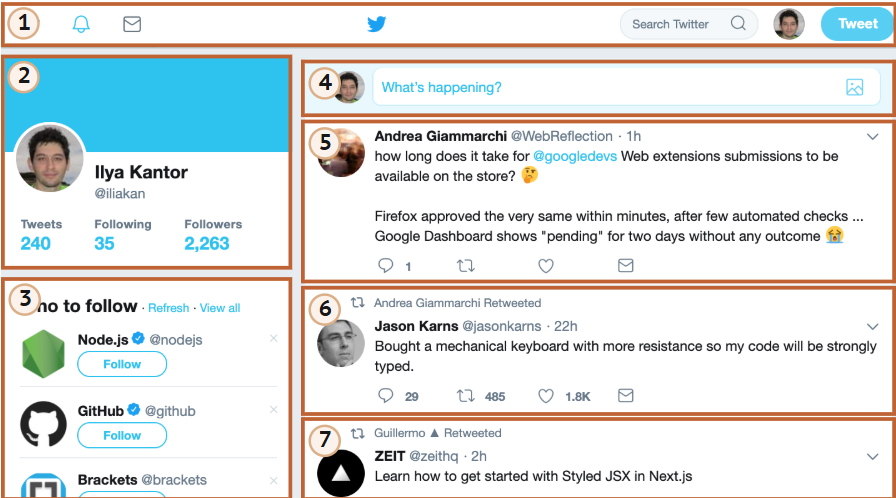 1
Search Twitter
Tweet
2
Ilya Kantor
@iliakan
Tweets Following Followers
240 35 2,263
3
no to follow · Refresh · View all
Node.js @nodejs ×
Follow
GitHub @github ×
Follow
Brackets @brackets
4
What's happening?
5
Andrea Giammarchi @WebReflection · 1h
how long does it take for @googledevs Web extensions submissions to be
available on the store? 🤔
Firefox approved the very same within minutes, after few automated checks ...
Google Dashboard shows "pending" for two days without any outcome 😭
1
6
Andrea Giammarchi Retweeted
Jason Karns @jasonkarns · 22h
Bought a mechanical keyboard with more resistance so my code will be strongly
typed.
29 485 1.8K
7
Guillermo ▲ Retweeted
ZEIT @zeithq · 2h
Learn how to get started with Styled JSX in Next.js